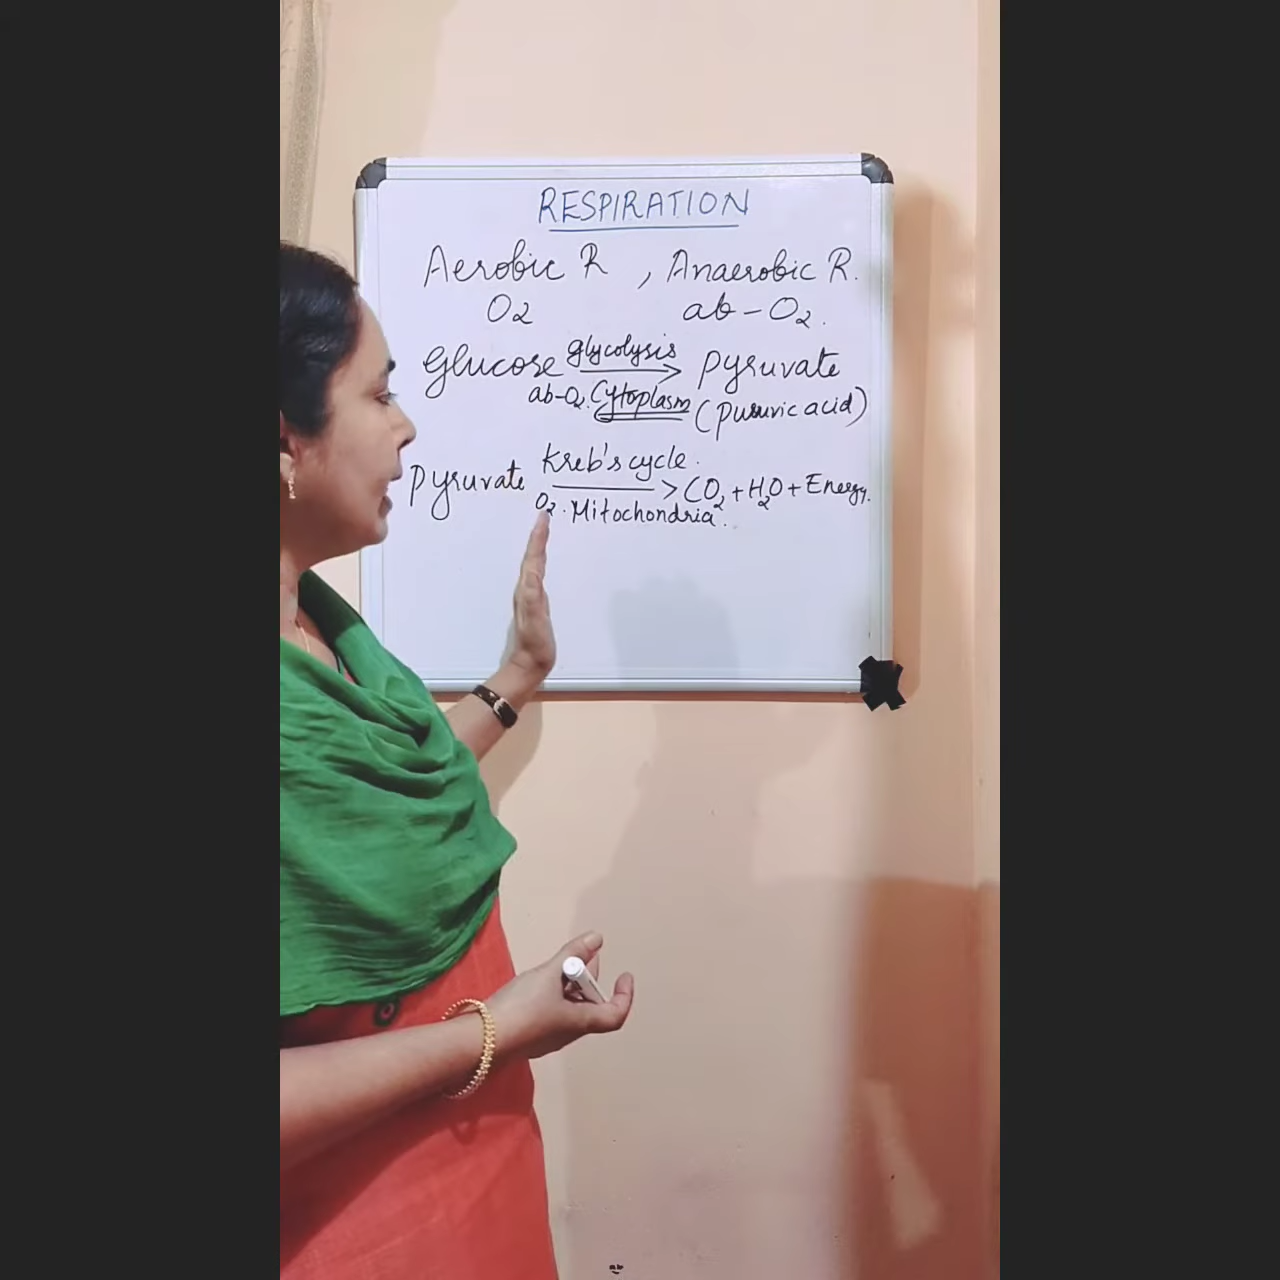 RESPIRATION
Aerobic R , Anaerobic R.
O2 ab-O2.
Glucose glycolysis → pyruvate
ab-O2. Cytoplasm (puruvic acid)
Kreb's cycle.
Pyruvate → CO2 + H2O + Energy.
O2. Mitochondria.